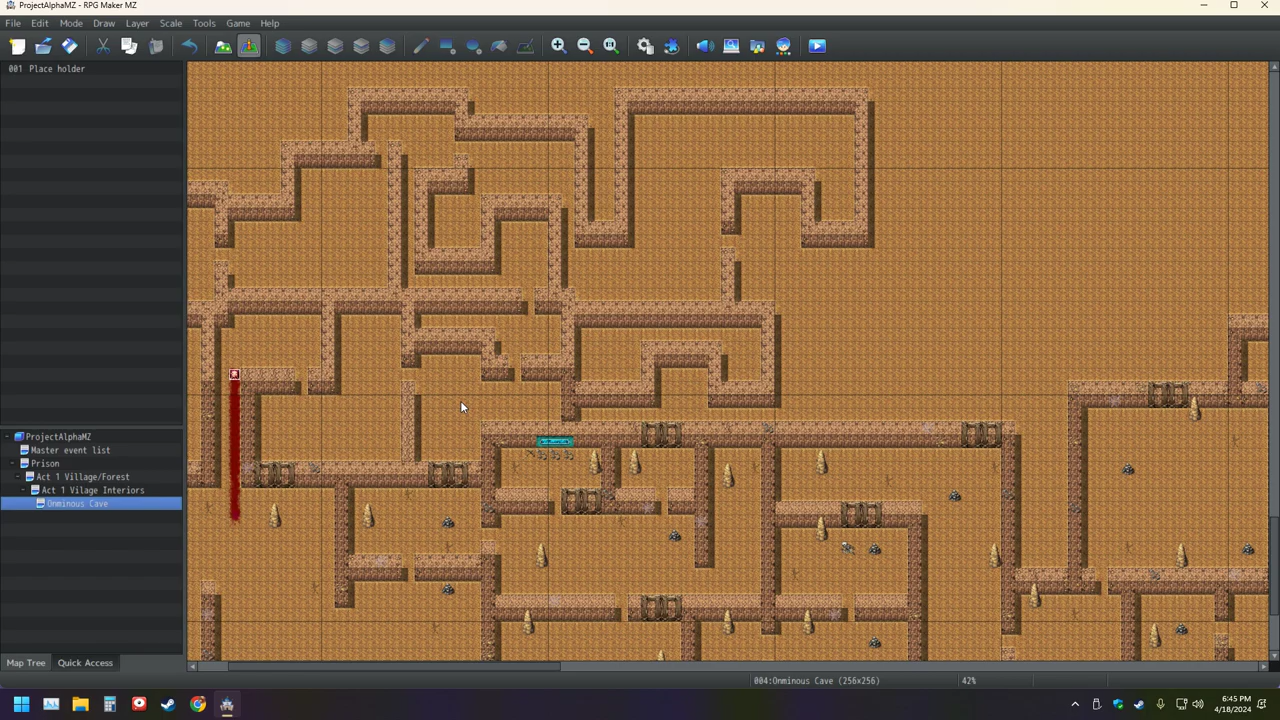 ProjectAlphaMZ - RPG Maker MZ
File Edit Mode Draw Layer Scale Tools Game Help
001 Place holder
ProjectAlphaMZ
Master event list
Prison
Act 1 Village/Forest
Act 1 Vilage Interiors
Onminous Cave
Map Tree Quick Access
004:Onminous Cave (256x256) 42%
6:45 PM
4/18/2024